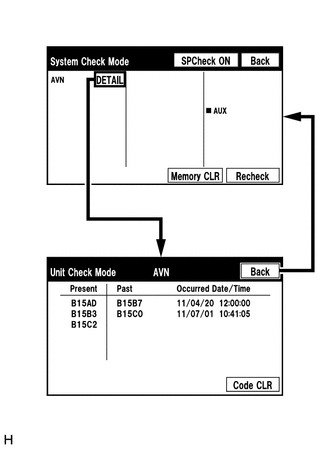 System Check Mode SPCheck ON Back
AVN DETAIL
■ AUX
Memory CLR Recheck
Unit Check Mode AVN Back
Present Past Occurred Date/Time
B15AD B15B7 11/04/20 12:00:00
B15B3 B15C0 11/07/01 10:41:05
B15C2
Code CLR
H